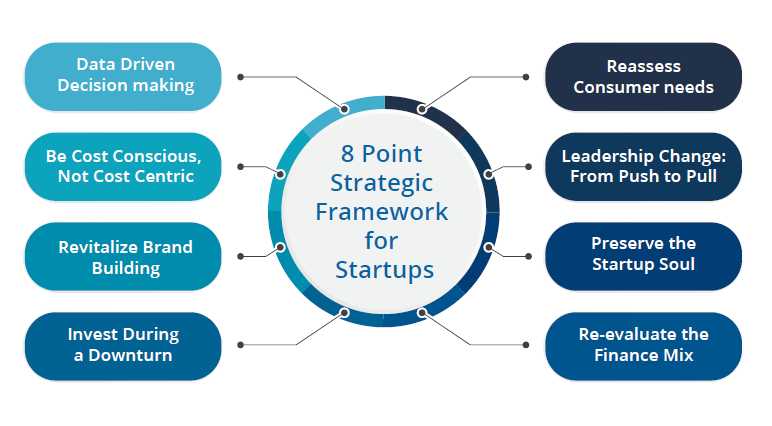 Data Driven
Decision making
Be Cost Conscious,
Not Cost Centric
Revitalize Brand
Building
Invest During
a Downturn
8 Point
Strategic
Framework
for
Startups
Reassess
Consumer needs
Leadership Change:
From Push to Pull
Preserve the
Startup Soul
Re-evaluate the
Finance Mix